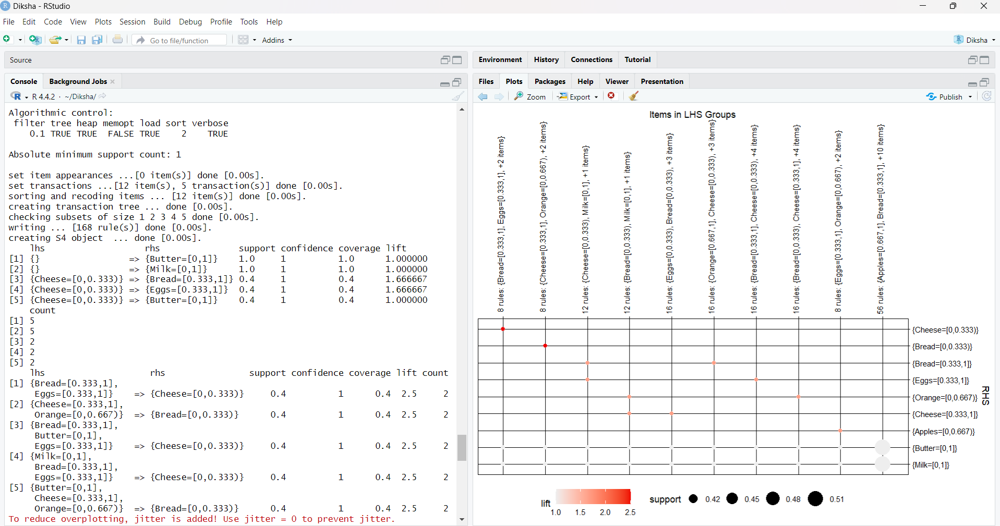 Diksha - RStudio
File Edit Code View Plots Session Build Debug Profile Tools Help
Go to file/function Addins Diksha
Source
Console Background Jobs
R 4.4.2 · ~/Diksha/
Algorithmic control:
filter tree heap memopt load sort verbose
0.1 TRUE TRUE FALSE TRUE 2 TRUE
Absolute minimum support count: 1
set item appearances ...[0 item(s)] done [0.00s].
set transactions ...[12 item(s), 5 transaction(s)] done [0.00s].
sorting and recoding items ... [12 item(s)] done [0.00s].
creating transaction tree ... done [0.00s].
checking subsets of size 1 2 3 4 5 done [0.00s].
writing ... [168 rule(s)] done [0.00s].
creating S4 object ... done [0.00s].
lhs rhs support confidence coverage lift
[1] {} => {Butter=[0,1]} 1.0 1 1.0 1.000000
[2] {} => {Milk=[0,1]} 1.0 1 1.0 1.000000
[3] {Cheese=[0,0.333)} => {Bread=[0.333,1]} 0.4 1 0.4 1.666667
[4] {Cheese=[0,0.333)} => {Eggs=[0.333,1]} 0.4 1 0.4 1.666667
[5] {Cheese=[0,0.333)} => {Butter=[0,1]} 0.4 1 0.4 1.000000
count
[1] 5
[2] 5
[3] 2
[4] 2
[5] 2
lhs rhs support confidence coverage lift count
[1] {Bread=[0.333,1],
Eggs=[0.333,1]} => {Cheese=[0,0.333)} 0.4 1 0.4 2.5 2
[2] {Cheese=[0.333,1],
Orange=[0,0.667)} => {Bread=[0,0.333)} 0.4 1 0.4 2.5 2
[3] {Bread=[0.333,1],
Butter=[0,1],
Eggs=[0.333,1]} => {Cheese=[0,0.333)} 0.4 1 0.4 2.5 2
[4] {Milk=[0,1],
Bread=[0.333,1],
Eggs=[0.333,1]} => {Cheese=[0,0.333)} 0.4 1 0.4 2.5 2
[5] {Butter=[0,1],
Cheese=[0.333,1],
Orange=[0,0.667)} => {Bread=[0,0.333)} 0.4 1 0.4 2.5 2
To reduce overplotting, jitter is added! Use jitter = 0 to prevent jitter.
Environment History Connections Tutorial
Files Plots Packages Help Viewer Presentation
Zoom Export Publish
Items in LHS Groups
8 rules: {Bread=[0.333,1], Eggs=[0.333,1], +2 items}
8 rules: {Cheese=[0.333,1], Orange=[0,0.667), +2 items}
12 rules: {Cheese=[0,0.333), Milk=[0,1], +1 items}
12 rules: {Bread=[0,0.333), Milk=[0,1], +1 items}
16 rules: {Eggs=[0,0.333), Bread=[0,0.333), +3 items}
16 rules: {Orange=[0.667,1], Cheese=[0,0.333), +3 items}
16 rules: {Bread=[0.333,1], Cheese=[0,0.333), +4 items}
16 rules: {Bread=[0,0.333), Cheese=[0.333,1], +4 items}
8 rules: {Eggs=[0.333,1], Orange=[0,0.667), +2 items}
56 rules: {Apples=[0.667,1], Bread=[0.333,1], +10 items}
{Cheese=[0,0.333)}
{Bread=[0,0.333)}
{Bread=[0.333,1]}
{Eggs=[0.333,1]}
{Orange=[0,0.667)}
{Cheese=[0.333,1]}
{Apples=[0,0.667)}
{Butter=[0,1]}
{Milk=[0,1]}
RHS
lift
1.0 1.5 2.0 2.5
support 0.42 0.45 0.48 0.51